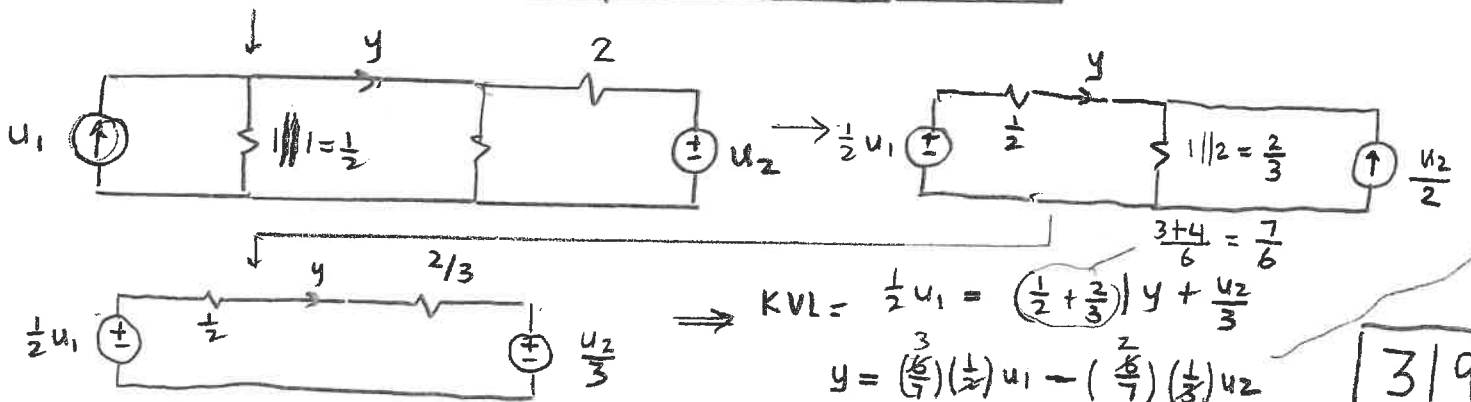 y
2
u₁
1∥1 = 1/2
u₂
→
1/2 u₁
1/2
y
1∥2 = 2/3
u₂/2
y
2/3
1/2 u₁
1/2
u₂/3
(3+4)/6 = 7/6
⇒ KVL = 1/2 u₁ = (1/2 + 2/3) y + u₂/3
y = (6/7)(1/2) u₁ − (6/7)(1/3) u₂
3
2
3/9